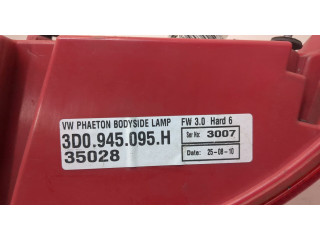 VW PHAETON BODYSIDE LAMP FW 3.0 Hard 6
3D0.945.095.H Ser No: 3007
35028 Date: 25-08-10